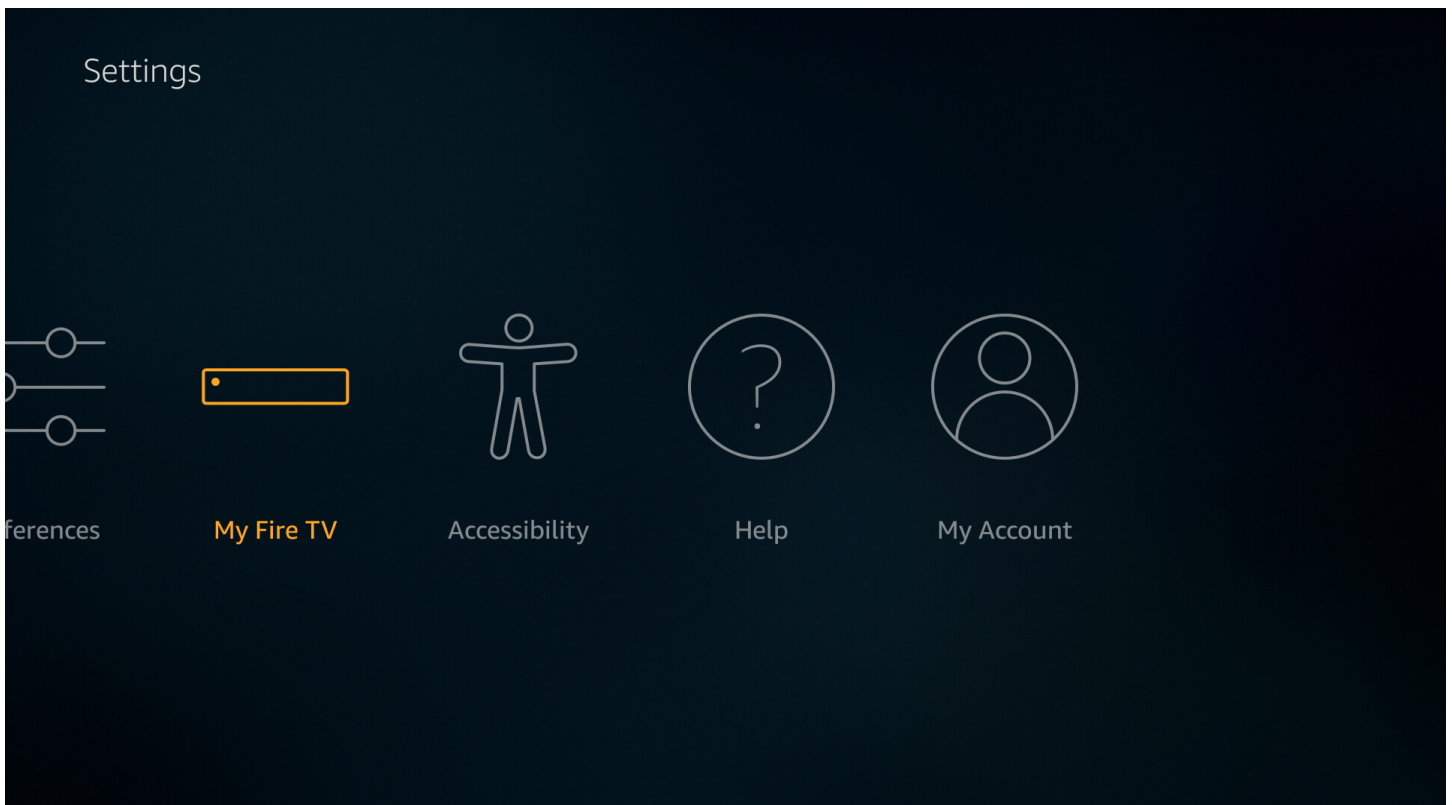 Settings
ferences
My Fire TV
Accessibility
Help
My Account